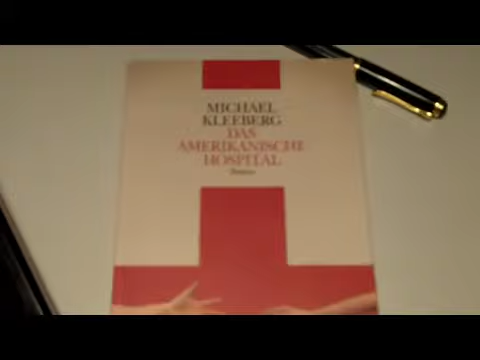 MICHAEL
KLEEBERG
DAS
AMERIKANISCHE
HOSPITAL
Roman